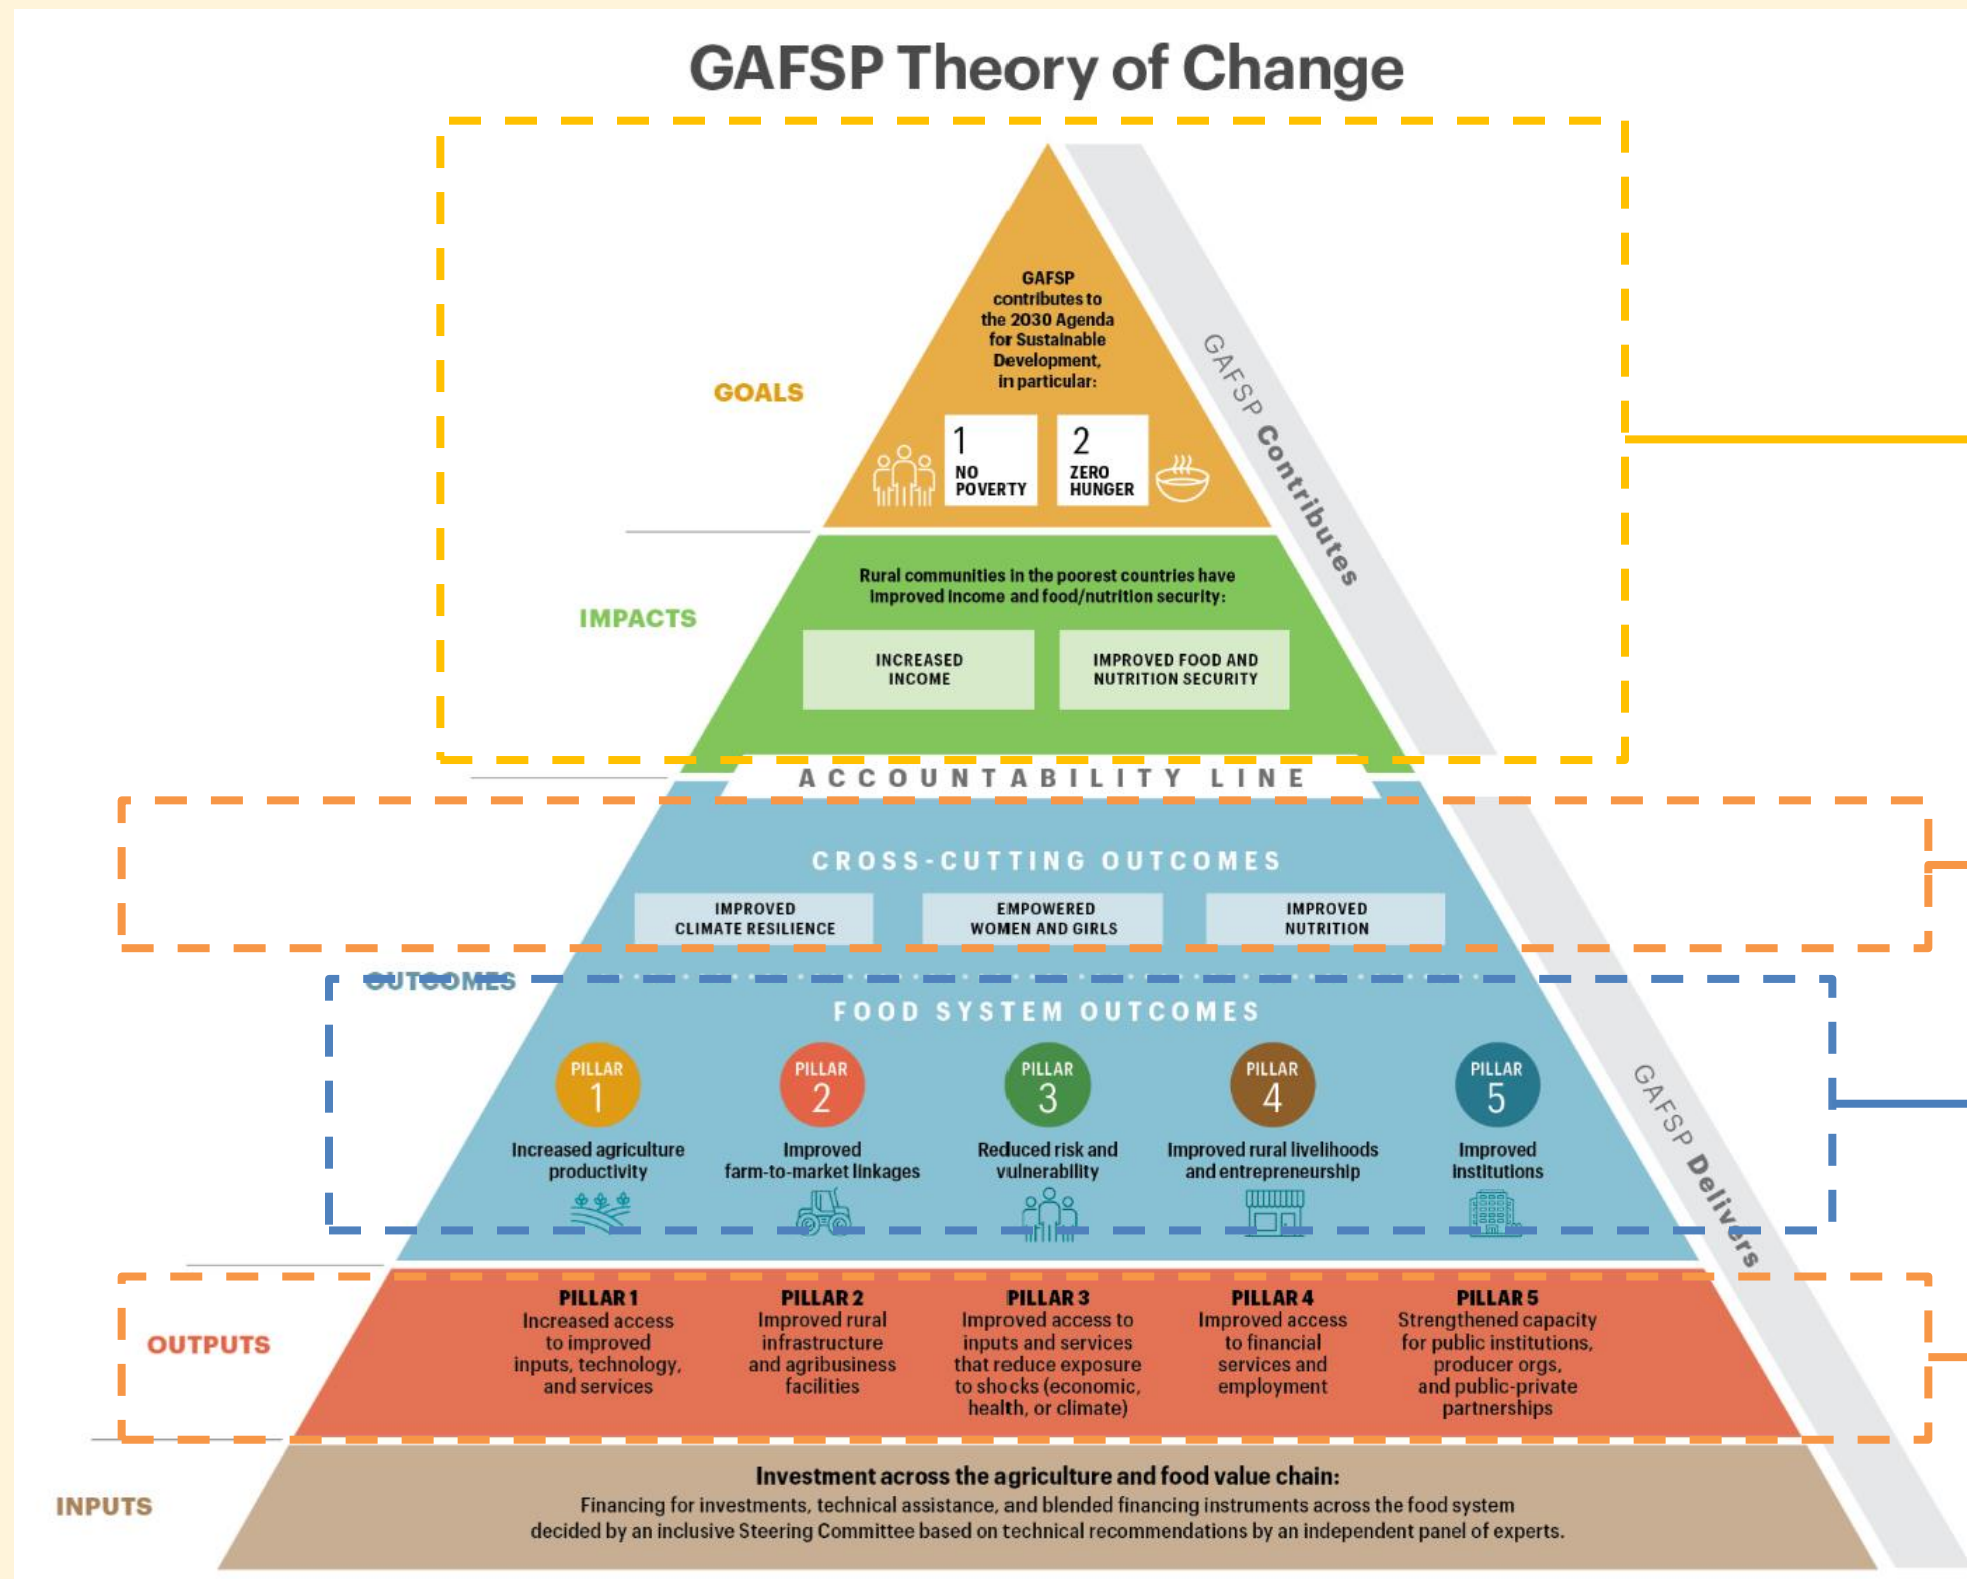 GAFSP Theory of Change
GAFSP
contributes to
the 2030 Agenda
for Sustainable
Development,
in particular:
GOALS
1
NO
POVERTY
2
ZERO
HUNGER
GAFSP Contributes
Rural communities in the poorest countries have
improved income and food/nutrition security:
IMPACTS
INCREASED
INCOME
IMPROVED FOOD AND
NUTRITION SECURITY
ACCOUNTABILITY LINE
CROSS-CUTTING OUTCOMES
IMPROVED
CLIMATE RESILIENCE
EMPOWERED
WOMEN AND GIRLS
IMPROVED
NUTRITION
OUTCOMES
FOOD SYSTEM OUTCOMES
PILLAR
1
Increased agriculture
productivity
PILLAR
2
Improved
farm-to-market linkages
PILLAR
3
Reduced risk and
vulnerability
PILLAR
4
Improved rural livelihoods
and entrepreneurship
PILLAR
5
Improved
institutions
GAFSP Delivers
OUTPUTS
PILLAR 1
Increased access
to improved
inputs, technology,
and services
PILLAR 2
Improved rural
infrastructure
and agribusiness
facilities
PILLAR 3
Improved access to
inputs and services
that reduce exposure
to shocks (economic,
health, or climate)
PILLAR 4
Improved access
to financial
services and
employment
PILLAR 5
Strengthened capacity
for public institutions,
producer orgs,
and public-private
partnerships
INPUTS
Investment across the agriculture and food value chain:
Financing for investments, technical assistance, and blended financing instruments across the food system
decided by an inclusive Steering Committee based on technical recommendations by an independent panel of experts.